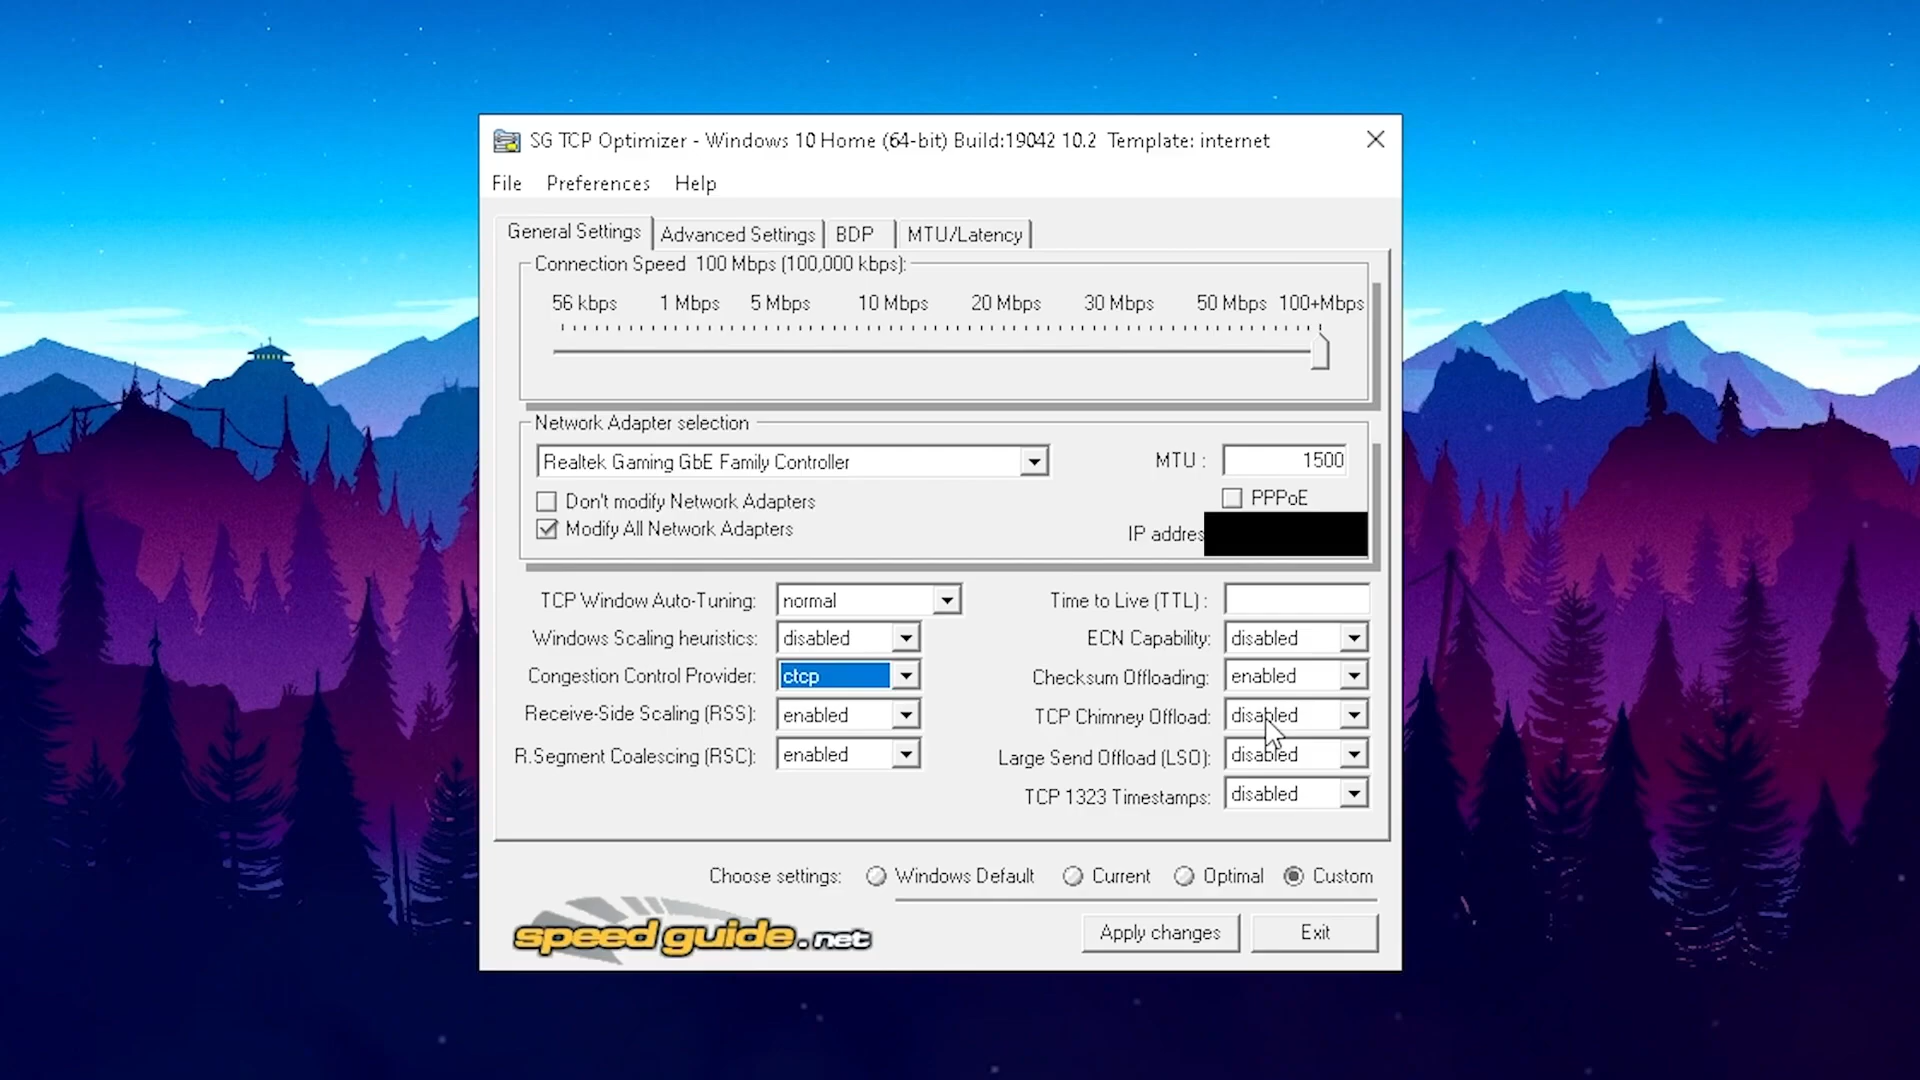 SG TCP Optimizer - Windows 10 Home (64-bit) Build:19042 10.2  Template: internet
File Preferences Help
General Settings Advanced Settings BDP MTU/Latency
Connection Speed  100 Mbps (100,000 kbps):
56 kbps 1 Mbps 5 Mbps 10 Mbps 20 Mbps 30 Mbps 50 Mbps 100+Mbps
Network Adapter selection
Realtek Gaming GbE Family Controller MTU : 1500
Don't modify Network Adapters PPPoE
Modify All Network Adapters IP addres
TCP Window Auto-Tuning: normal Time to Live (TTL) :
Windows Scaling heuristics: disabled ECN Capability: disabled
Congestion Control Provider: ctcp Checksum Offloading: enabled
Receive-Side Scaling (RSS): enabled TCP Chimney Offload: disabled
R.Segment Coalescing (RSC): enabled Large Send Offload (LSO): disabled
TCP 1323 Timestamps: disabled
Choose settings: Windows Default Current Optimal Custom
speed guide.net Apply changes Exit